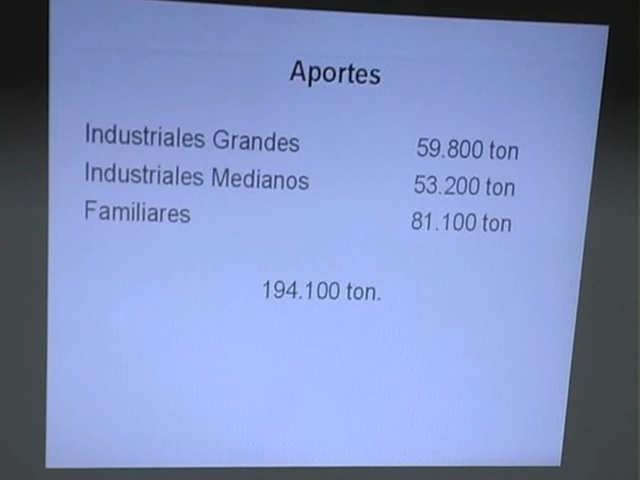 Aportes
Industriales Grandes 59.800 ton
Industriales Medianos 53.200 ton
Familiares 81.100 ton
194.100 ton.